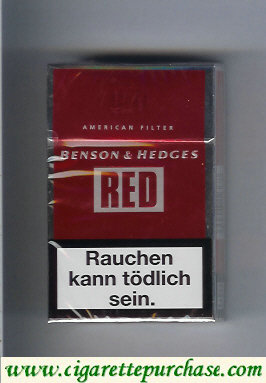 AMERICAN FILTER
BENSON & HEDGES
RED
Rauchen
kann tödlich
sein.
www.cigarettepurchase.com